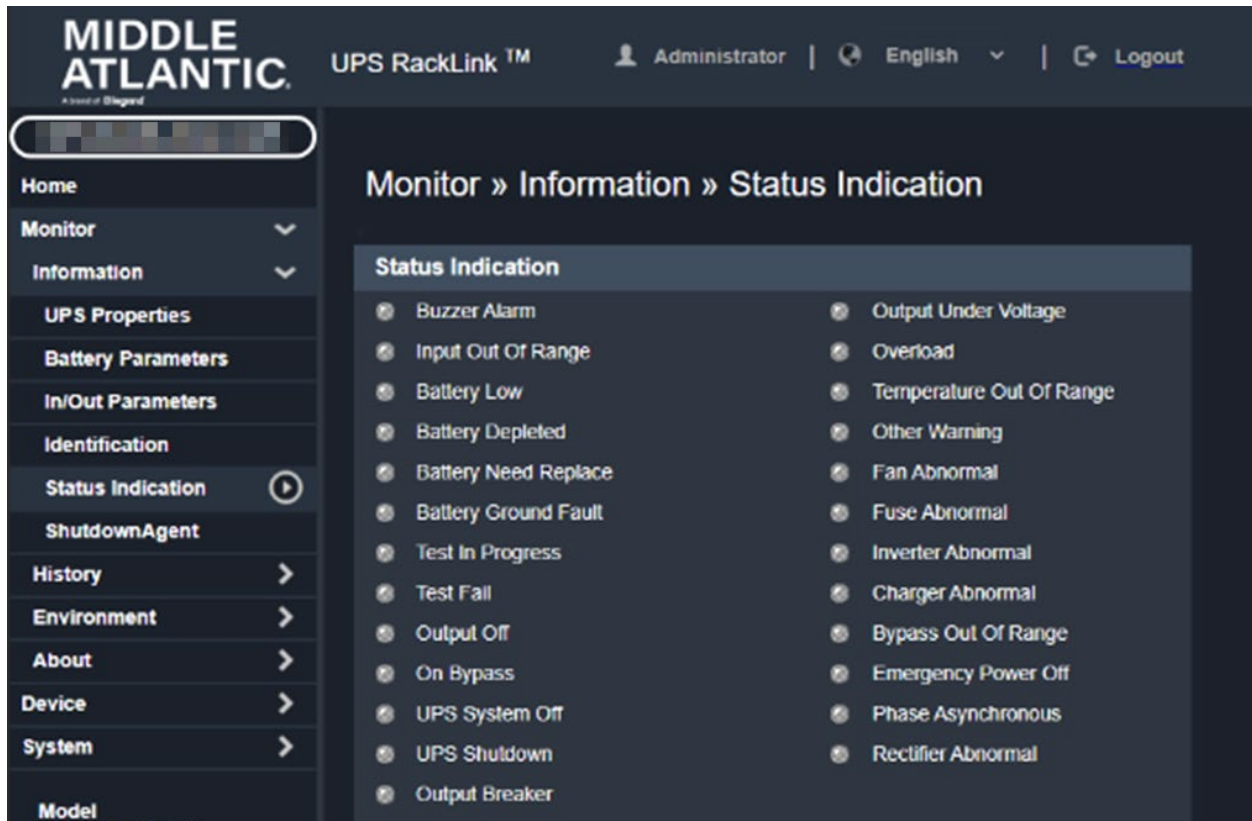 MIDDLE
ATLANTIC.
A brand of legrand
UPS RackLink ™
Administrator | English | Logout
Home
Monitor
Information
UPS Properties
Battery Parameters
In/Out Parameters
Identification
Status Indication
ShutdownAgent
History
Environment
About
Device
System
Model
Monitor » Information » Status Indication
Status Indication
Buzzer Alarm
Input Out Of Range
Battery Low
Battery Depleted
Battery Need Replace
Battery Ground Fault
Test In Progress
Test Fail
Output Off
On Bypass
UPS System Off
UPS Shutdown
Output Breaker
Output Under Voltage
Overload
Temperature Out Of Range
Other Warning
Fan Abnormal
Fuse Abnormal
Inverter Abnormal
Charger Abnormal
Bypass Out Of Range
Emergency Power Off
Phase Asynchronous
Rectifier Abnormal